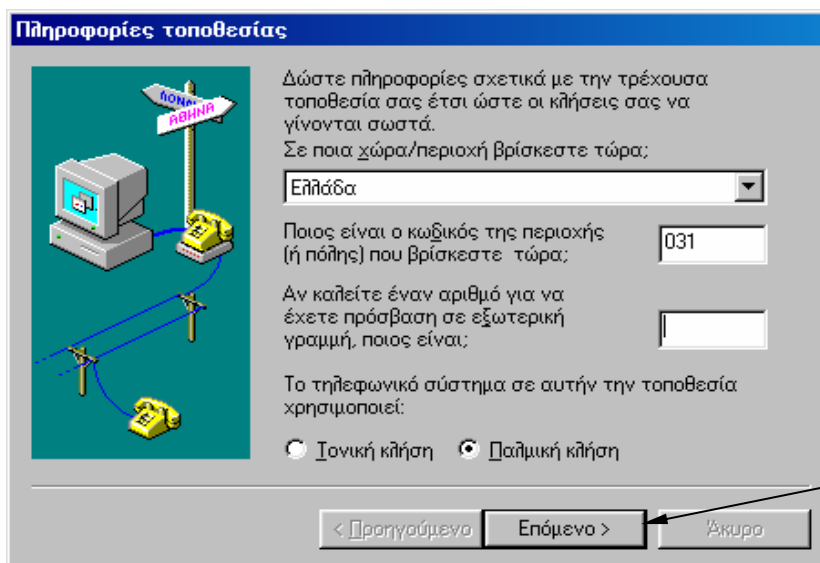 Πληροφορίες τοποθεσίας
ΛΟΝΔ
ΑΘΗΝΑ
Δώστε πληροφορίες σχετικά με την τρέχουσα
τοποθεσία σας έτσι ώστε οι κλήσεις σας να
γίνονται σωστά.
Σε ποια χώρα/περιοχή βρίσκεστε τώρα;
Ελλάδα
Ποιος είναι ο κωδικός της περιοχής
(ή πόλης) που βρίσκεστε τώρα;
031
Αν καλείτε έναν αριθμό για να
έχετε πρόσβαση σε εξωτερική
γραμμή, ποιος είναι;
Το τηλεφωνικό σύστημα σε αυτήν την τοποθεσία
χρησιμοποιεί:
Τονική κλήση Παλμική κλήση
< Προηγούμενο Επόμενο > Άκυρο